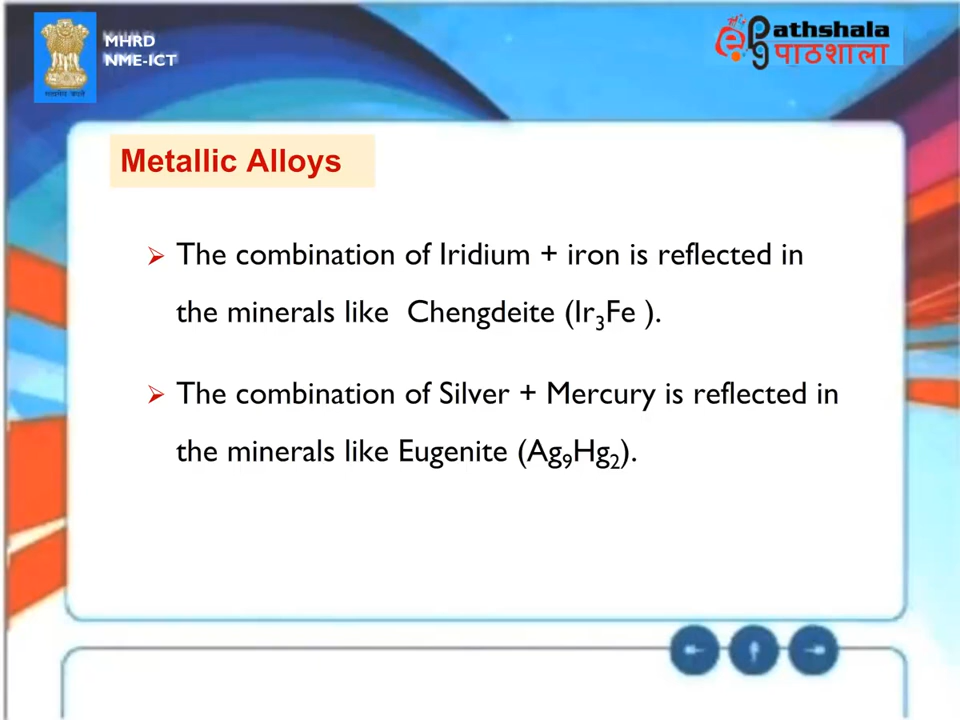 MHRD
NME-ICT
epg Pathshala
पाठशाला
Metallic Alloys
The combination of Iridium + iron is reflected in
the minerals like Chengdeite (Ir₃Fe ).
The combination of Silver + Mercury is reflected in
the minerals like Eugenite (Ag₉Hg₂).